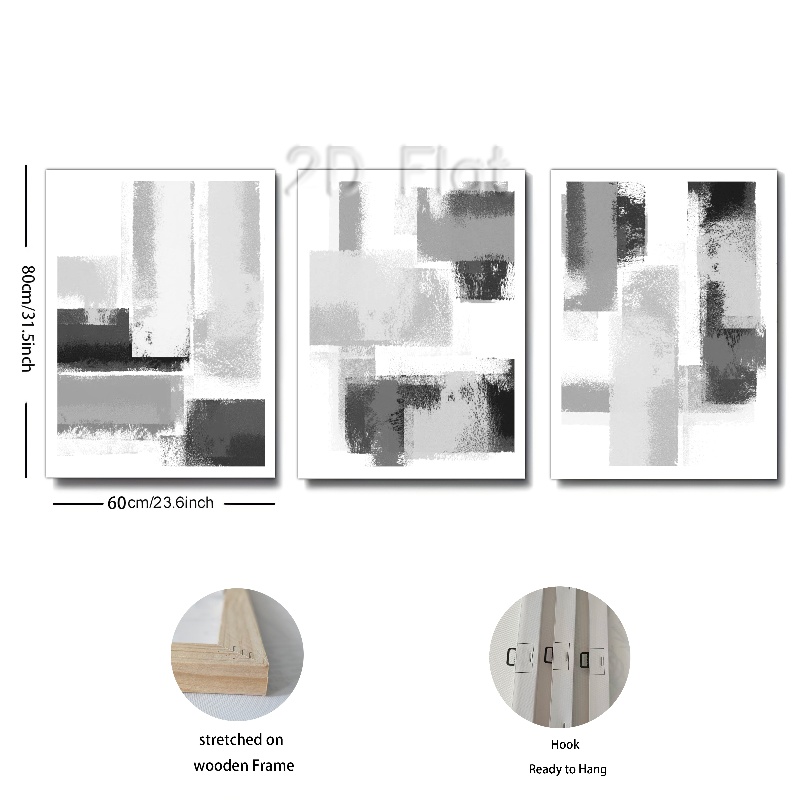 2D Flat
80cm/31.5inch
60cm/23.6inch
stretched on
wooden Frame
Hook
Ready to Hang